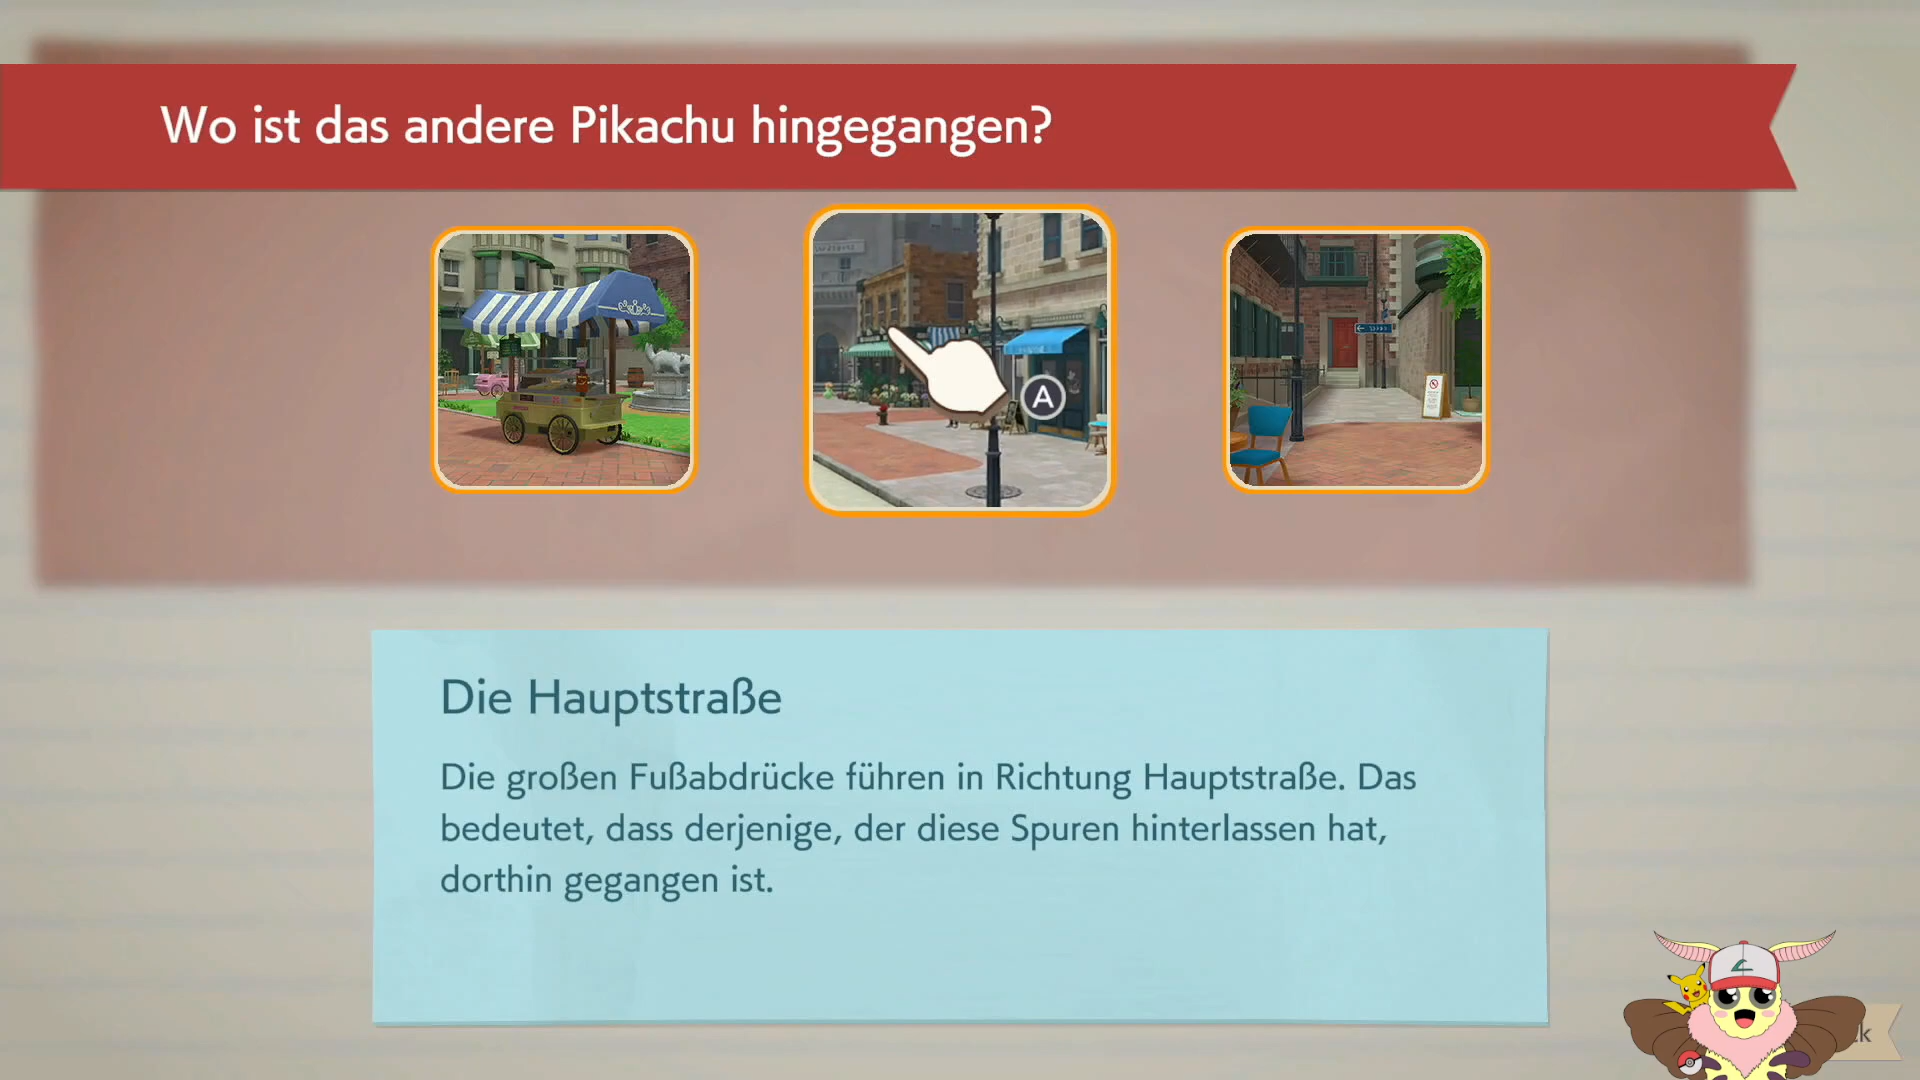 Wo ist das andere Pikachu hingegangen?
A
Die Hauptstraße
Die großen Fußabdrücke führen in Richtung Hauptstraße. Das
bedeutet, dass derjenige, der diese Spuren hinterlassen hat,
dorthin gegangen ist.